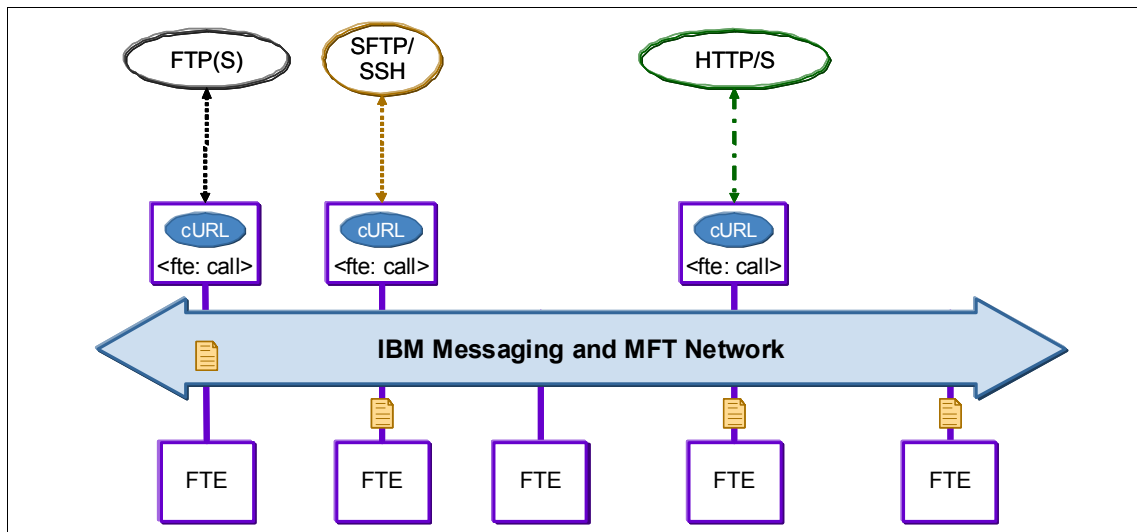 FTP(S)
SFTP/
SSH
HTTP/S
cURL
cURL
cURL
<fte: call>
<fte: call>
<fte: call>
IBM Messaging and MFT Network
FTE
FTE
FTE
FTE
FTE